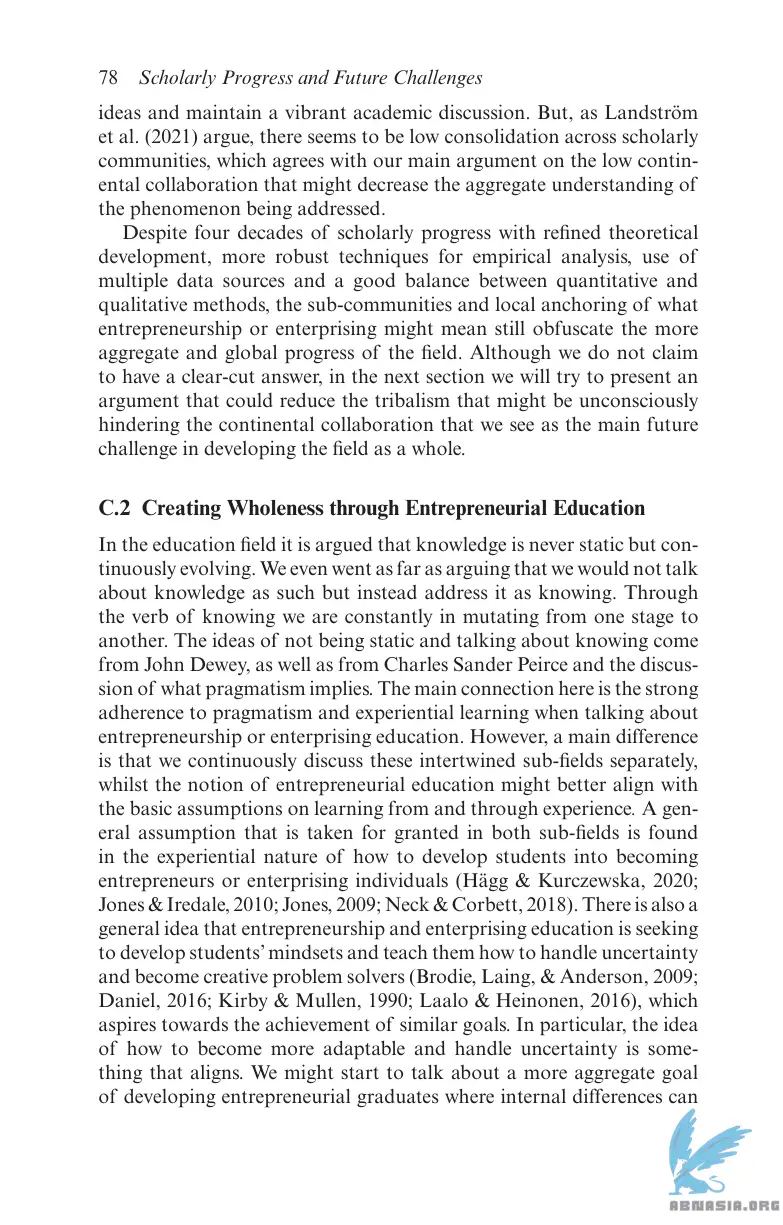 78 Scholarly Progress and Future Challenges
ideas and maintain a vibrant academic discussion. But, as Landström
et al. (2021) argue, there seems to be low consolidation across scholarly
communities, which agrees with our main argument on the low contin-
ental collaboration that might decrease the aggregate understanding of
the phenomenon being addressed.
Despite four decades of scholarly progress with refined theoretical
development, more robust techniques for empirical analysis, use of
multiple data sources and a good balance between quantitative and
qualitative methods, the sub-communities and local anchoring of what
entrepreneurship or enterprising might mean still obfuscate the more
aggregate and global progress of the field. Although we do not claim
to have a clear-cut answer, in the next section we will try to present an
argument that could reduce the tribalism that might be unconsciously
hindering the continental collaboration that we see as the main future
challenge in developing the field as a whole.
C.2 Creating Wholeness through Entrepreneurial Education
In the education field it is argued that knowledge is never static but con-
tinuously evolving. We even went as far as arguing that we would not talk
about knowledge as such but instead address it as knowing. Through
the verb of knowing we are constantly in mutating from one stage to
another. The ideas of not being static and talking about knowing come
from John Dewey, as well as from Charles Sander Peirce and the discus-
sion of what pragmatism implies. The main connection here is the strong
adherence to pragmatism and experiential learning when talking about
entrepreneurship or enterprising education. However, a main difference
is that we continuously discuss these intertwined sub-fields separately,
whilst the notion of entrepreneurial education might better align with
the basic assumptions on learning from and through experience. A gen-
eral assumption that is taken for granted in both sub-fields is found
in the experiential nature of how to develop students into becoming
entrepreneurs or enterprising individuals (Hägg & Kurczewska, 2020;
Jones & Iredale, 2010; Jones, 2009; Neck & Corbett, 2018). There is also a
general idea that entrepreneurship and enterprising education is seeking
to develop students' mindsets and teach them how to handle uncertainty
and become creative problem solvers (Brodie, Laing, & Anderson, 2009;
Daniel, 2016; Kirby & Mullen, 1990; Laalo & Heinonen, 2016), which
aspires towards the achievement of similar goals. In particular, the idea
of how to become more adaptable and handle uncertainty is some-
thing that aligns. We might start to talk about a more aggregate goal
of developing entrepreneurial graduates where internal differences can
ABNASIA.ORG